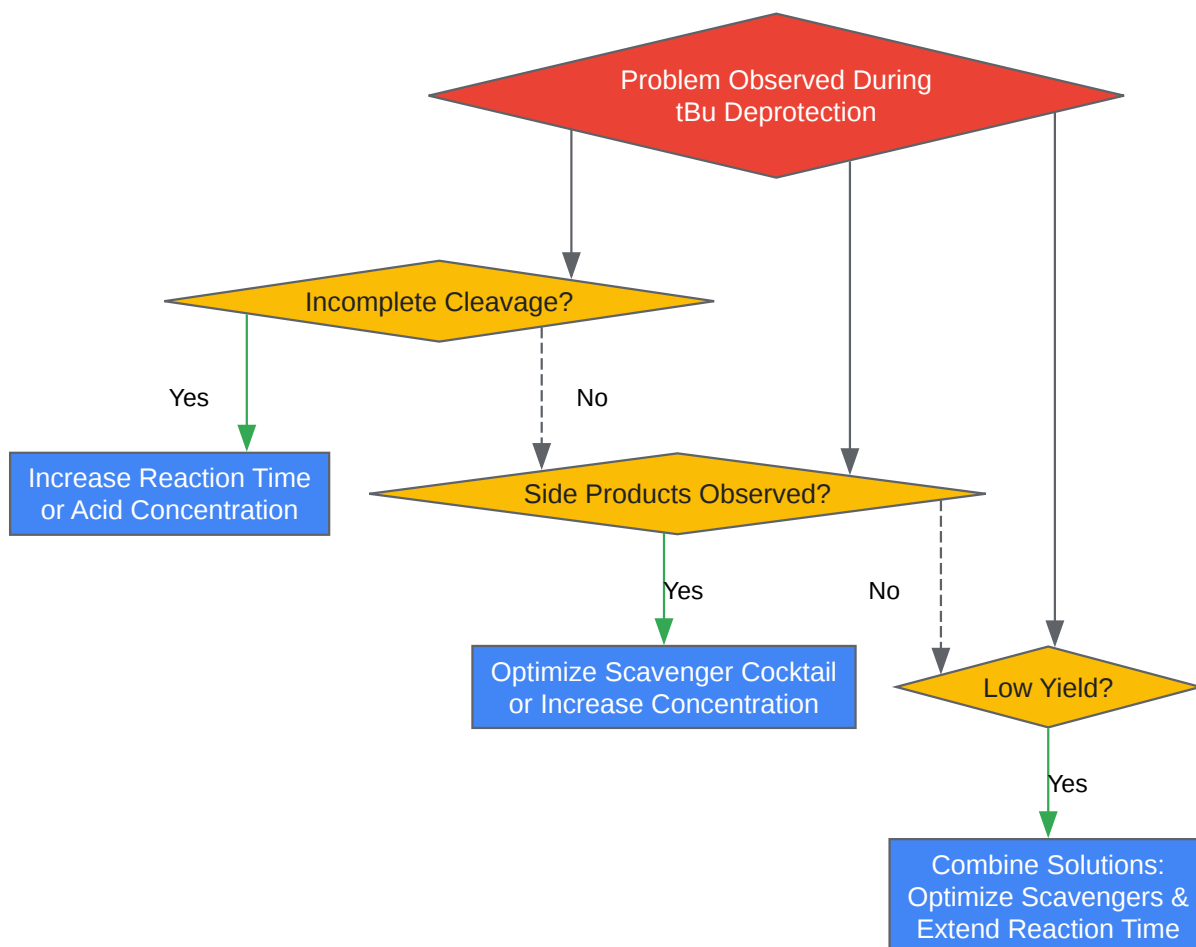 Problem Observed During
tBu Deprotection
Incomplete Cleavage?
Yes
No
Increase Reaction Time
or Acid Concentration
Side Products Observed?
Yes
No
Optimize Scavenger Cocktail
or Increase Concentration
Low Yield?
Yes
Combine Solutions:
Optimize Scavengers &
Extend Reaction Time